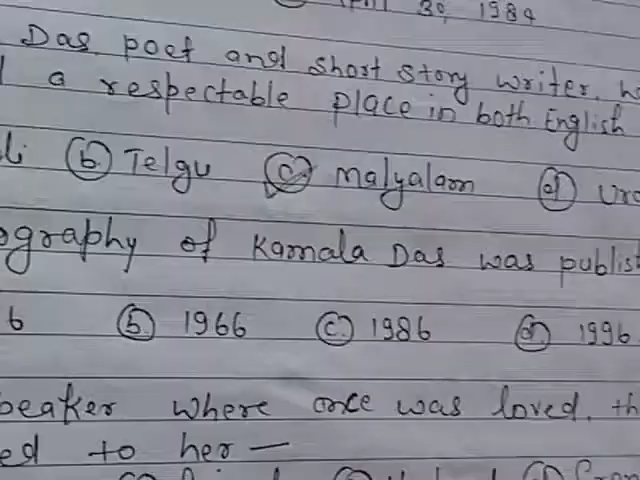 30, 1984
Das, poet and short story writer,
a respectable place in both English
(b) Telgu (c) Malyalam (d)
ography of Kamala Das was publis
6 (b) 1966 (c) 1986 (d) 1996
peaker where once was loved, th
ed to her —